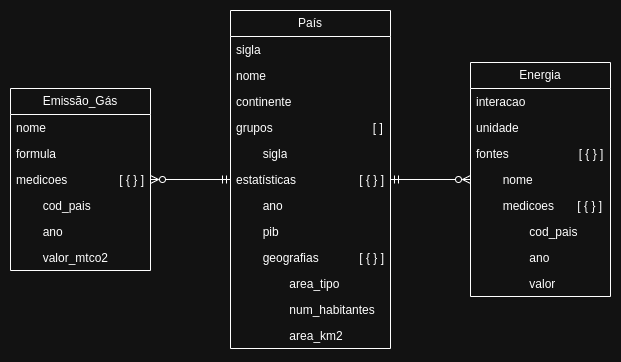 Emissão_Gás
nome
formula
medicoes [ { } ]
cod_pais
ano
valor_mtco2
País
sigla
nome
continente
grupos [ ]
sigla
estatísticas [ { } ]
ano
pib
geografias [ { } ]
area_tipo
num_habitantes
area_km2
Energia
interacao
unidade
fontes [ { } ]
nome
medicoes [ { } ]
cod_pais
ano
valor